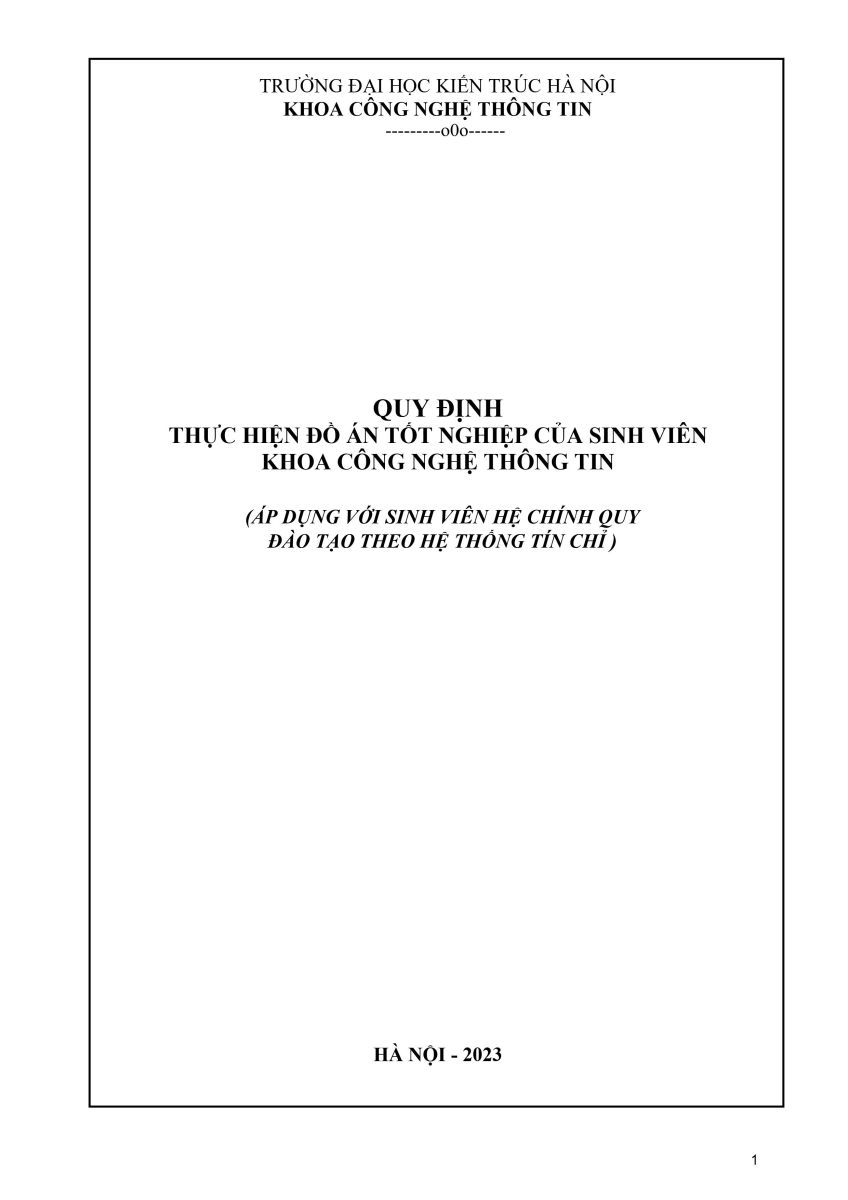 TRƯỜNG ĐẠI HỌC KIẾN TRÚC HÀ NỘI
KHOA CÔNG NGHỆ THÔNG TIN
---------o0o------
QUY ĐỊNH
THỰC HIỆN ĐỒ ÁN TỐT NGHIỆP CỦA SINH VIÊN
KHOA CÔNG NGHỆ THÔNG TIN
(ÁP DỤNG VỚI SINH VIÊN HỆ CHÍNH QUY
ĐÀO TẠO THEO HỆ THỐNG TÍN CHỈ )
HÀ NỘI - 2023
1